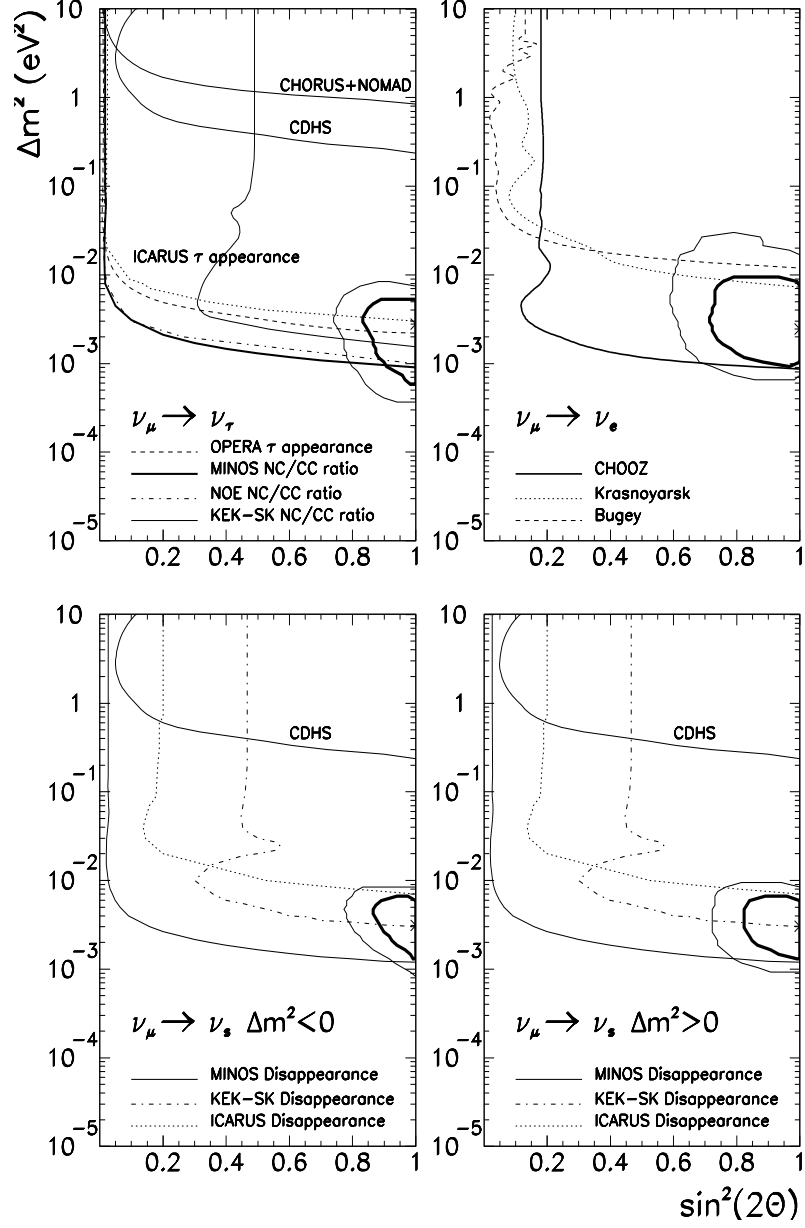 Δm² (eV²)
10
1
10⁻¹
10⁻²
10⁻³
10⁻⁴
10⁻⁵
0.2 0.4 0.6 0.8 1
CHORUS+NOMAD
CDHS
ICARUS τ appearance
ν_μ → ν_τ
OPERA τ appearance
MINOS NC/CC ratio
NOE NC/CC ratio
KEK-SK NC/CC ratio
10
1
10⁻¹
10⁻²
10⁻³
10⁻⁴
10⁻⁵
0.2 0.4 0.6 0.8 1
ν_μ → ν_e
CHOOZ
Krasnoyarsk
Bugey
10
1
10⁻¹
10⁻²
10⁻³
10⁻⁴
10⁻⁵
0.2 0.4 0.6 0.8 1
CDHS
ν_μ → ν_s Δm²<0
MINOS Disappearance
KEK-SK Disappearance
ICARUS Disappearance
10
1
10⁻¹
10⁻²
10⁻³
10⁻⁴
10⁻⁵
0.2 0.4 0.6 0.8 1
CDHS
ν_μ → ν_s Δm²>0
MINOS Disappearance
KEK-SK Disappearance
ICARUS Disappearance
sin²(2Θ)